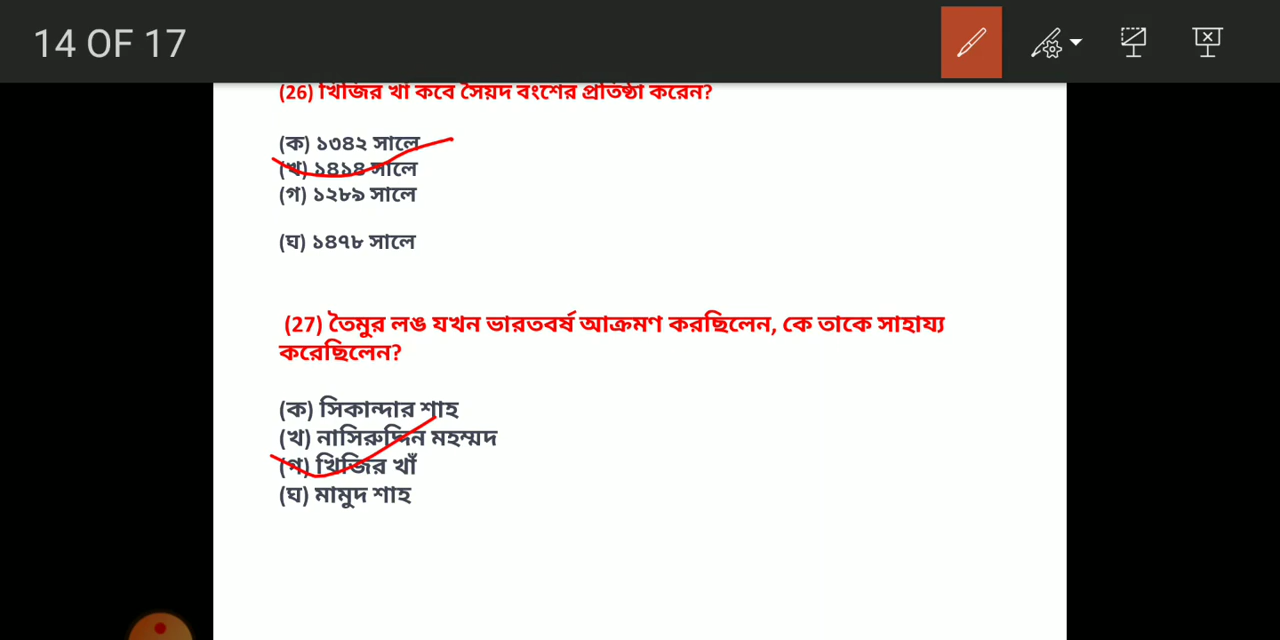 14 OF 17
(26) খিজির খাঁ কবে সৈয়দ বংশের প্রতিষ্ঠা করেন?
(ক) ১৩৪২ সালে
(খ) ১৪১৪ সালে
(গ) ১২৮৯ সালে
(ঘ) ১৪৭৮ সালে
(27) তৈমুর লঙ যখন ভারতবর্ষ আক্রমণ করছিলেন, কে তাকে সাহায্য
করেছিলেন?
(ক) সিকান্দার শাহ
(খ) নাসিরুদ্দিন মহম্মদ
(গ) খিজির খাঁ
(ঘ) মামুদ শাহ